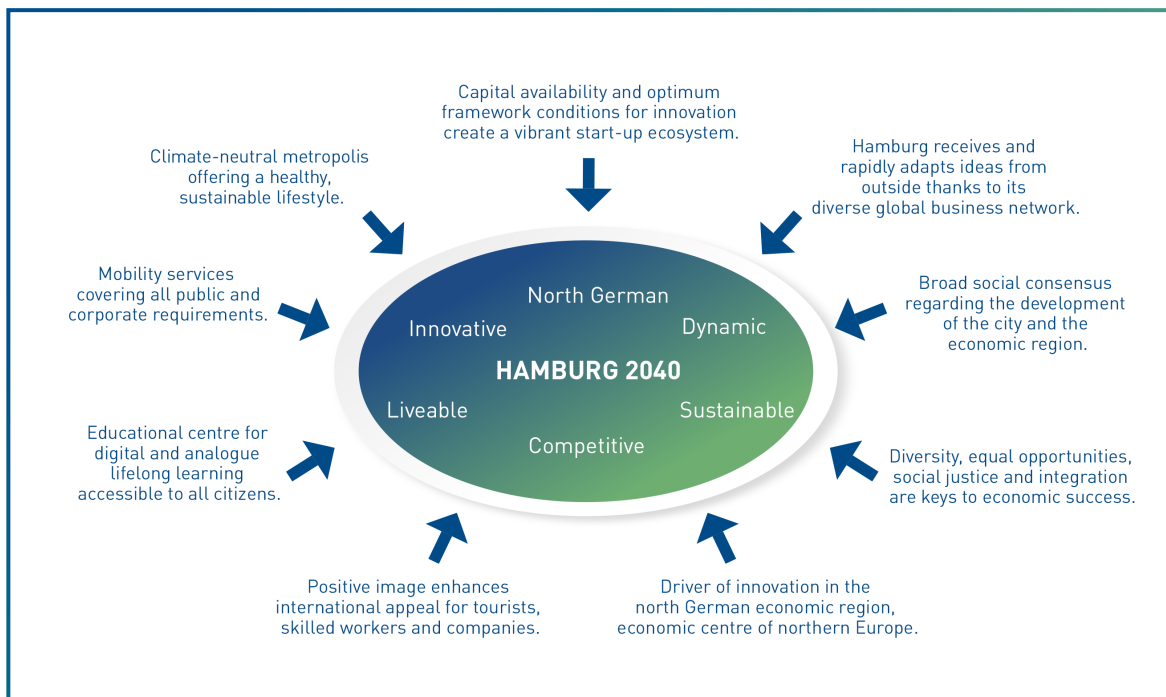 Capital availability and optimum
framework conditions for innovation
create a vibrant start-up ecosystem.
Climate-neutral metropolis
offering a healthy,
sustainable lifestyle.
Hamburg receives and
rapidly adapts ideas from
outside thanks to its
diverse global business network.
Mobility services
covering all public and
corporate requirements.
Broad social consensus
regarding the development
of the city and the
economic region.
North German
Innovative
Dynamic
HAMBURG 2040
Liveable
Sustainable
Competitive
Educational centre for
digital and analogue
lifelong learning
accessible to all citizens.
Diversity, equal opportunities,
social justice and integration
are keys to economic success.
Positive image enhances
international appeal for tourists,
skilled workers and companies.
Driver of innovation in the
north German economic region,
economic centre of northern Europe.